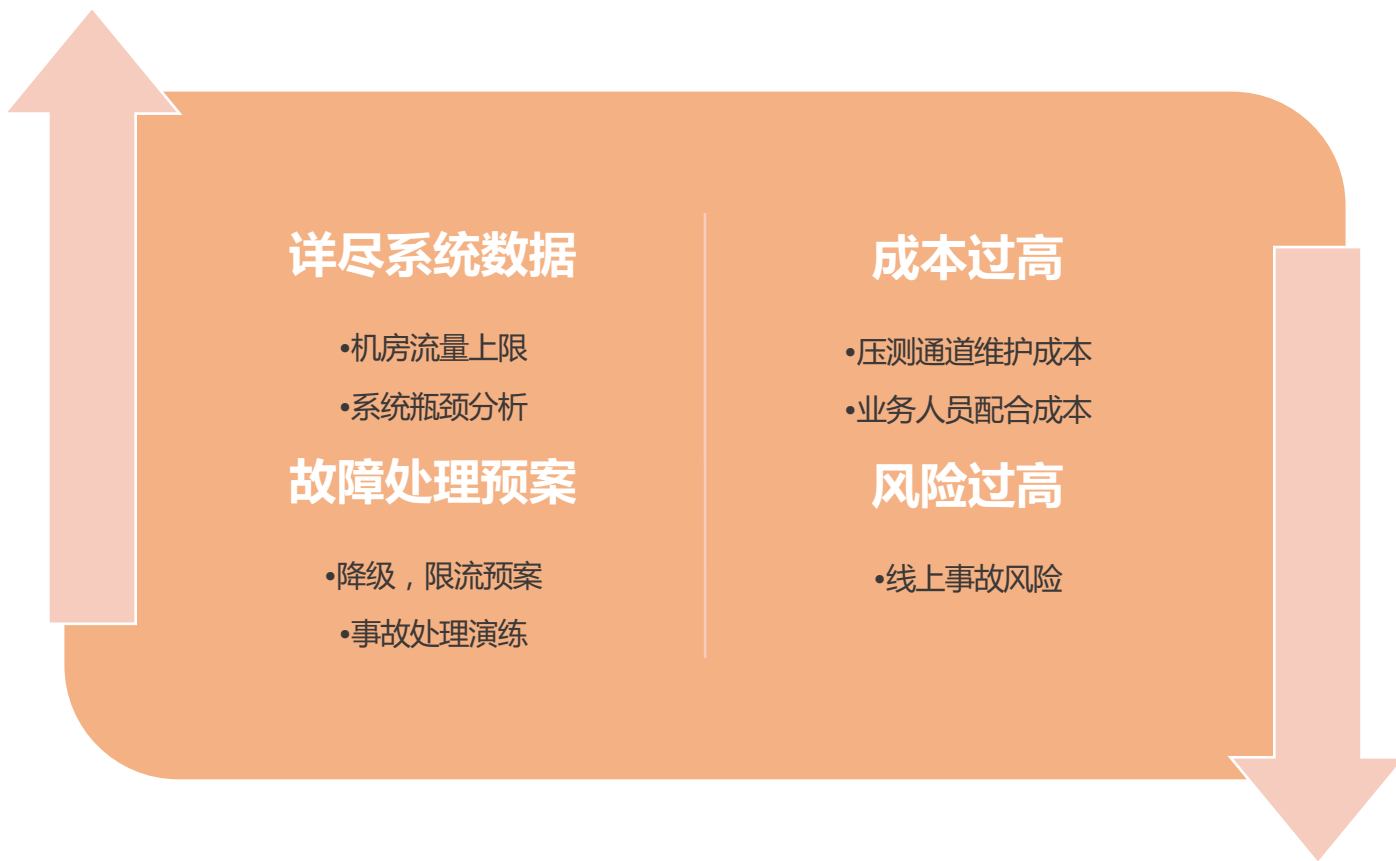 详尽系统数据
•机房流量上限
•系统瓶颈分析
故障处理预案
•降级，限流预案
•事故处理演练
成本过高
•压测通道维护成本
•业务人员配合成本
风险过高
•线上事故风险